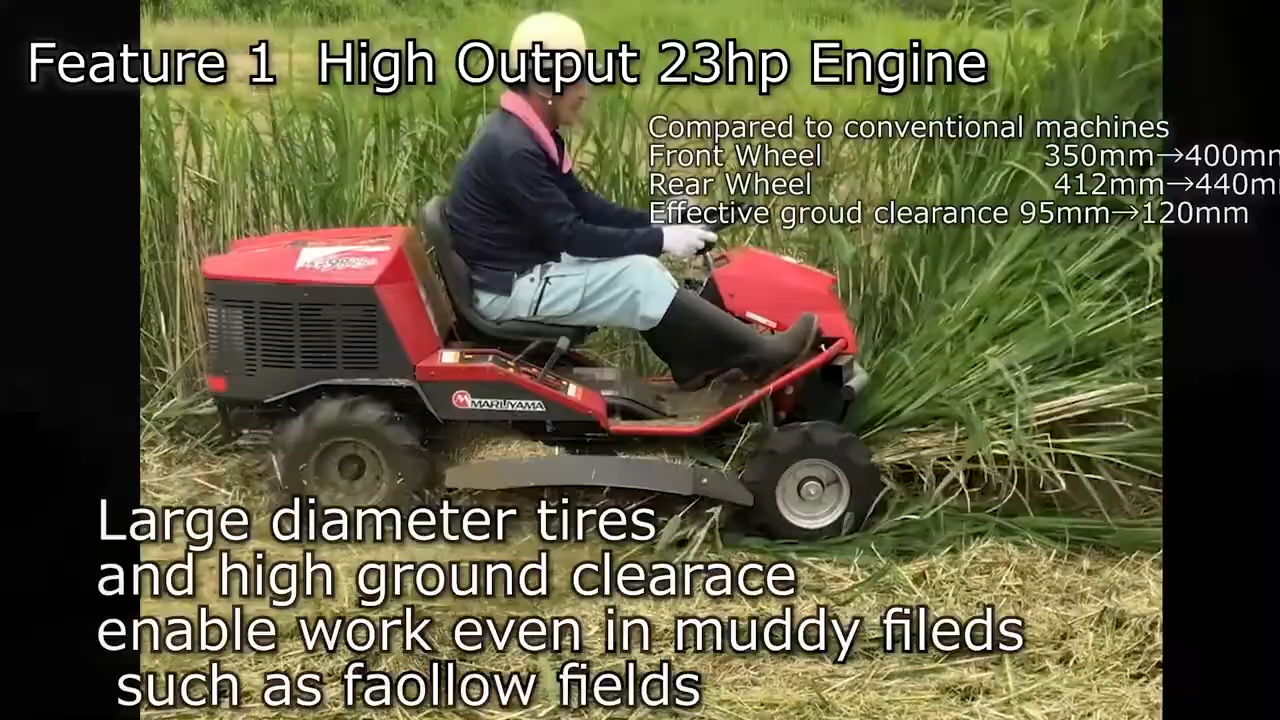 Feature 1 High Output 23hp Engine
Compared to conventional machines
Front Wheel 350mm→400mm
Rear Wheel 412mm→440m
Effective groud clearance 95mm→120mm
MARUYAMA
Large diameter tires
and high ground clearace
enable work even in muddy fileds
such as faollow fields